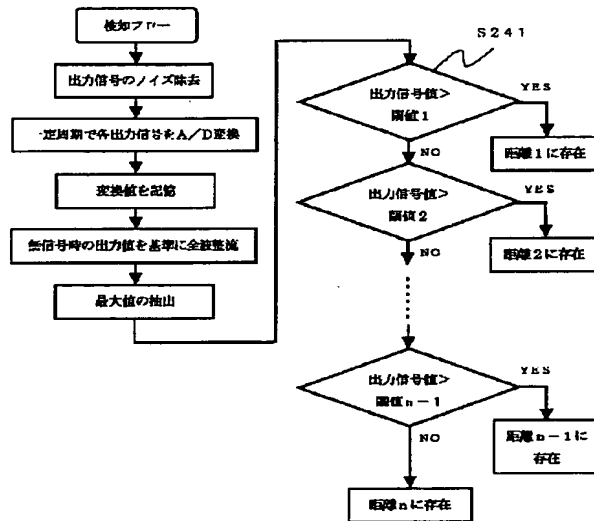 検知フロー
出力信号のノイズ除去
一定周期で各出力信号をA/D変換
変換値を記憶
無信号時の出力値を基準に全波整流
最大値の抽出
S241
出力信号値>
閾値1
YES
距離1に存在
NO
出力信号値>
閾値2
YES
距離2に存在
NO
出力信号値>
閾値n-1
YES
距離n-1に
存在
NO
距離nに存在